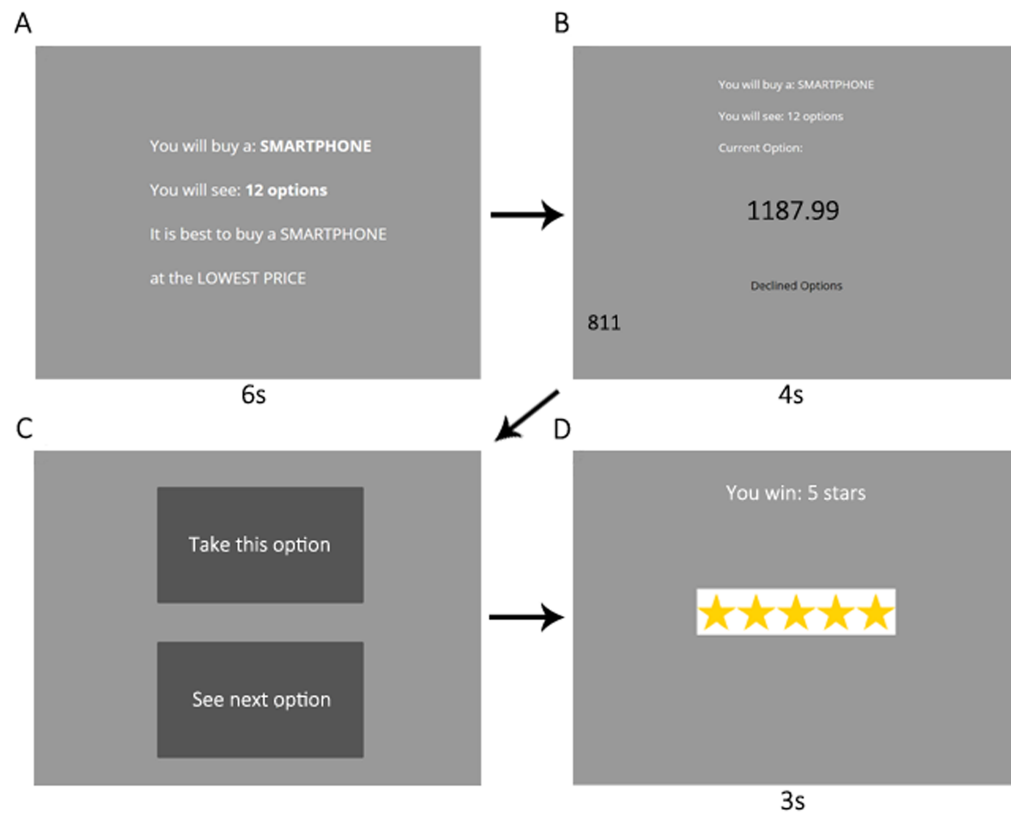 A
You will buy a: SMARTPHONE
You will see: 12 options
It is best to buy a SMARTPHONE
at the LOWEST PRICE
6s
B
You will buy a: SMARTPHONE
You will see: 12 options
Current Option:
1187.99
Declined Options
811
4s
C
Take this option
See next option
D
You win: 5 stars
3s